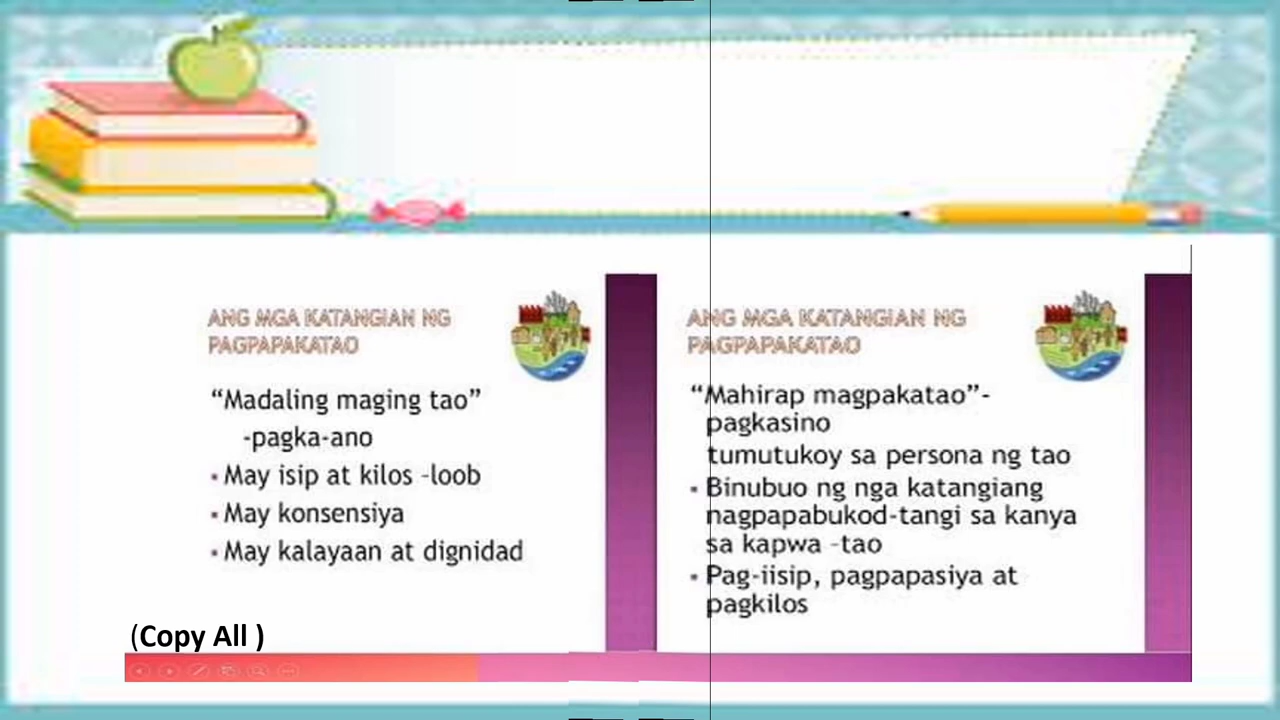 ANG MGA KATANGIAN NG
PAGPAPAKATAO
“Madaling maging tao”
-pagka-ano
▪ May isip at kilos -loob
▪ May konsensiya
▪ May kalayaan at dignidad
(Copy All )
ANG MGA KATANGIAN NG
PAGPAPAKATAO
“Mahirap magpakatao”-
pagkasino
tumutukoy sa persona ng tao
▪ Binubuo ng nga katangiang
nagpapabukod-tangi sa kanya
sa kapwa -tao
▪ Pag-iisip, pagpapasiya at
pagkilos